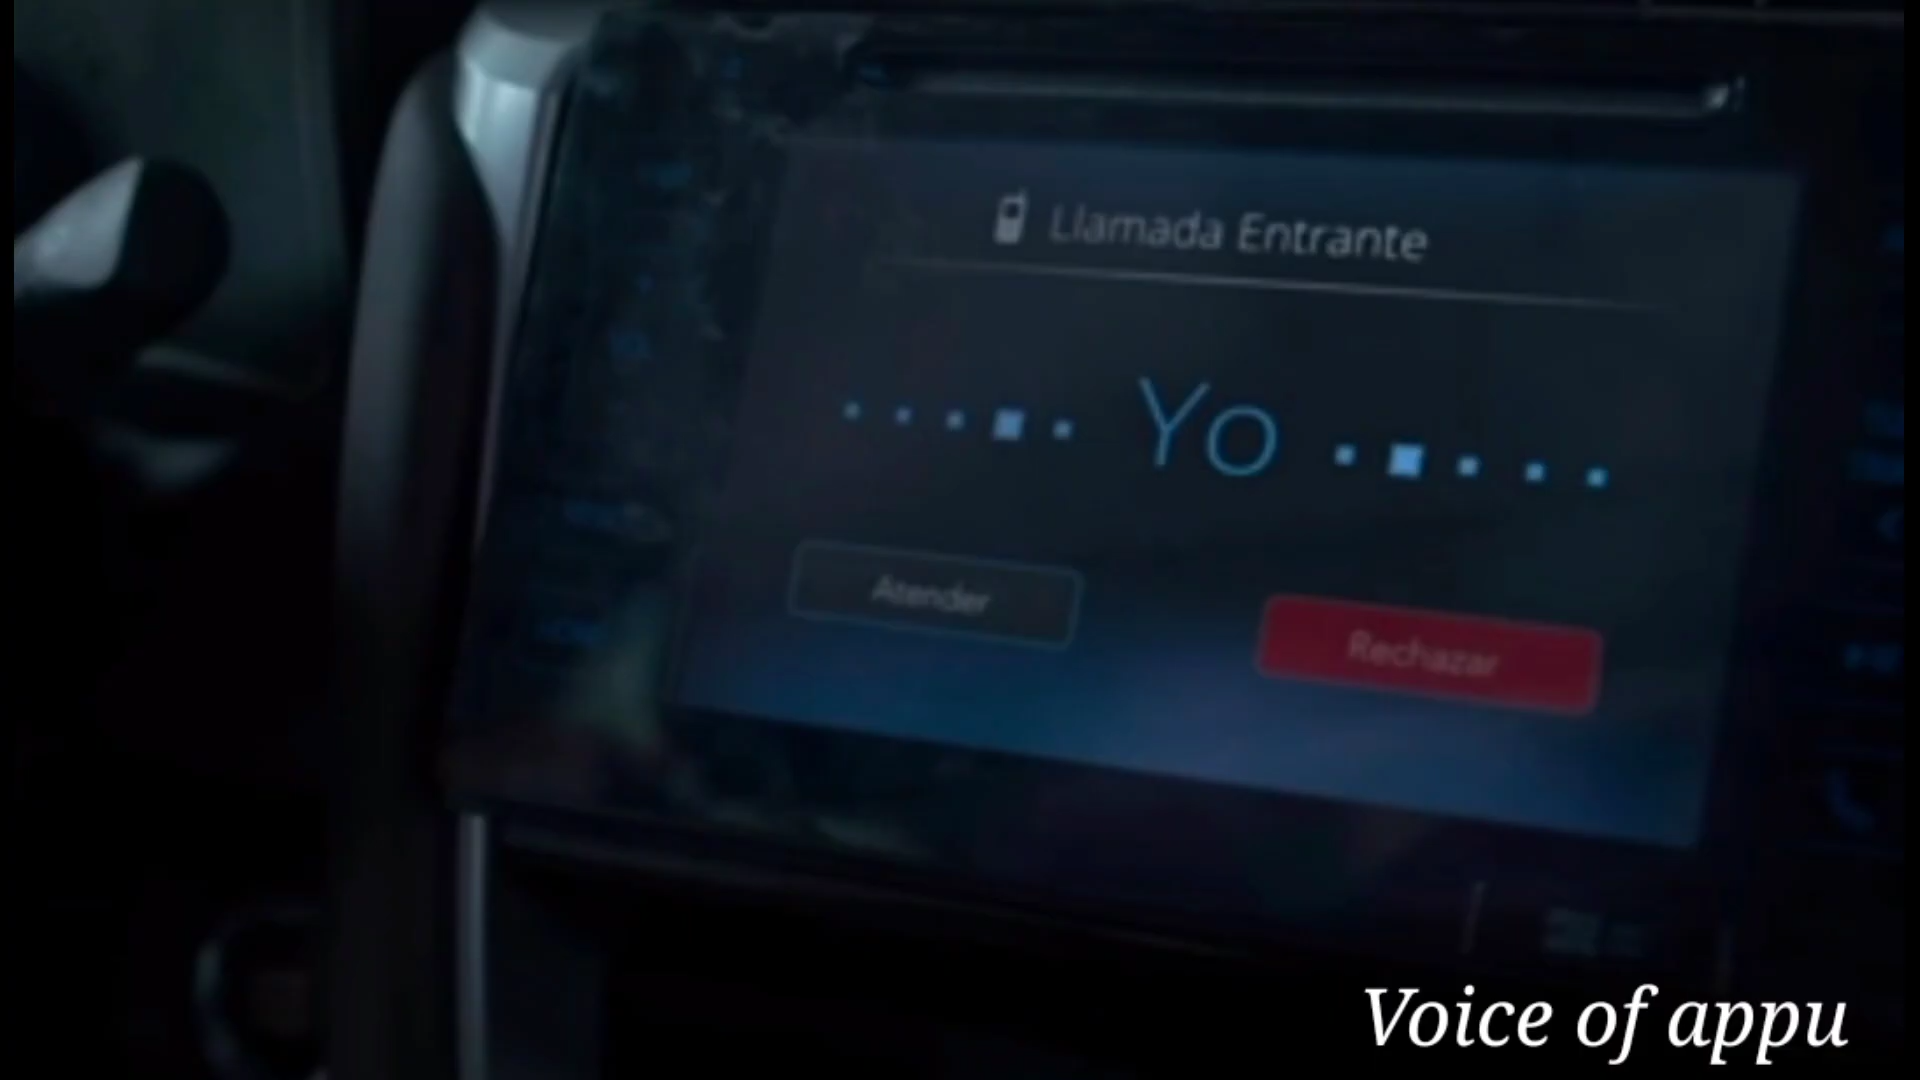 Llamada Entrante
Yo
Atender
Rechazar
Voice of appu